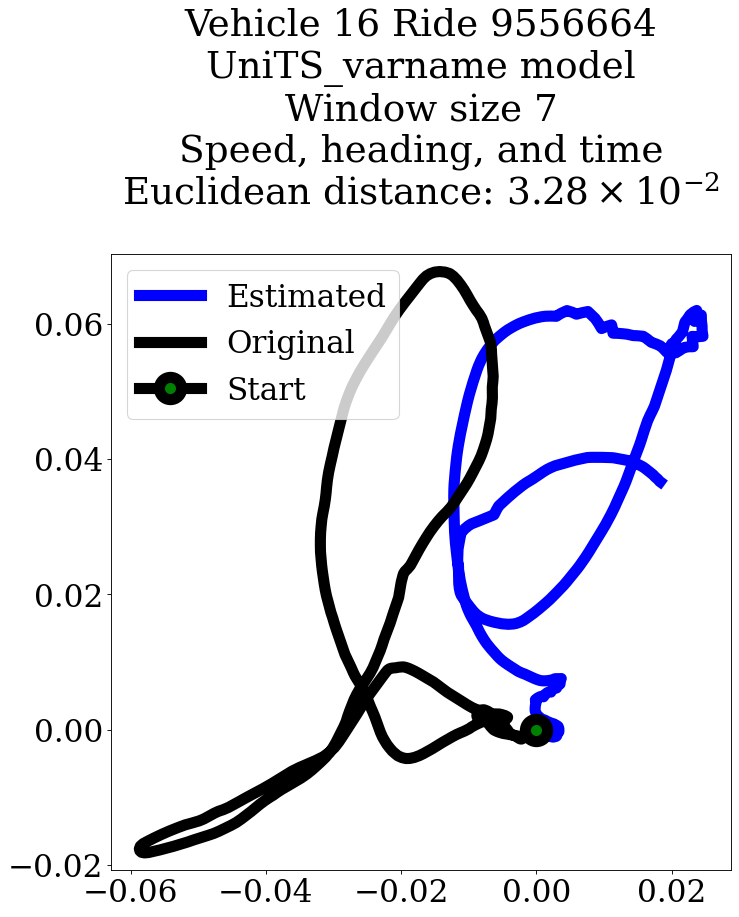 Vehicle 16 Ride 9556664
UniTS_varname model
Window size 7
Speed, heading, and time
Euclidean distance: 3.28 × 10⁻²
Estimated
Original
Start
0.06
0.04
0.02
0.00
−0.02
−0.06 −0.04 −0.02 0.00 0.02